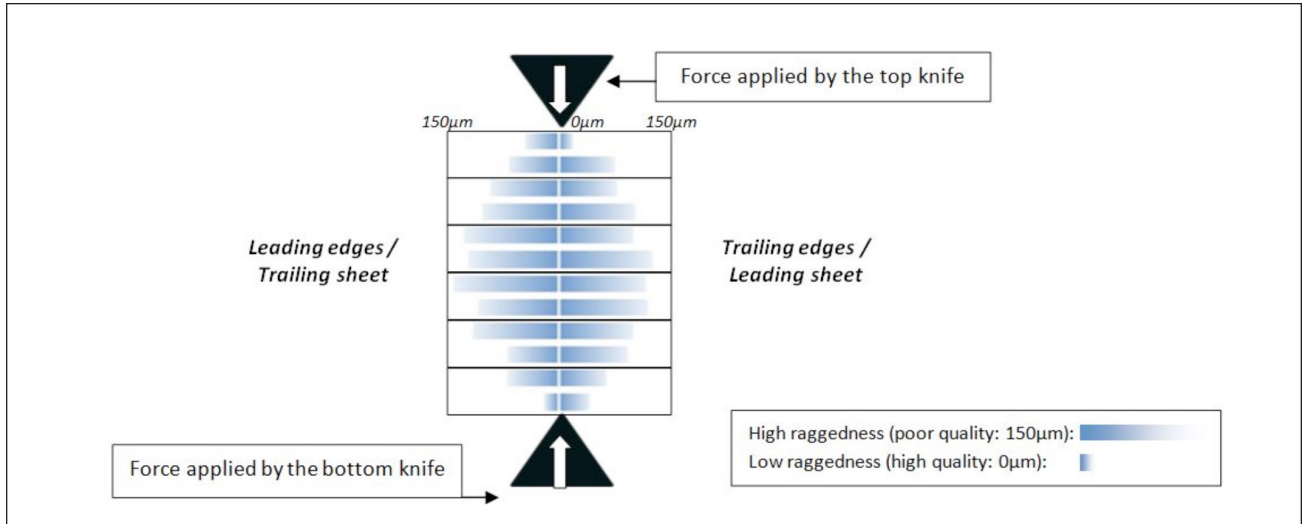 Force applied by the top knife
150µm 0µm 150µm
Leading edges /
Trailing sheet
Trailing edges /
Leading sheet
High raggedness (poor quality: 150µm):
Low raggedness (high quality: 0µm):
Force applied by the bottom knife